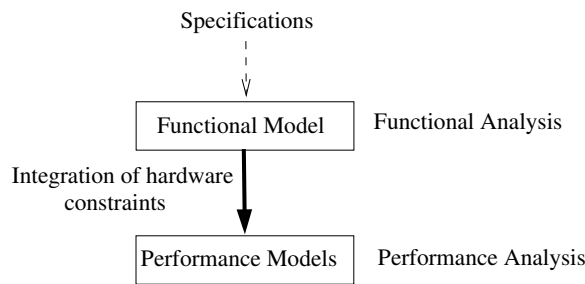 Specifications
Functional Model
Functional Analysis
Integration of hardware
constraints
Performance Models
Performance Analysis